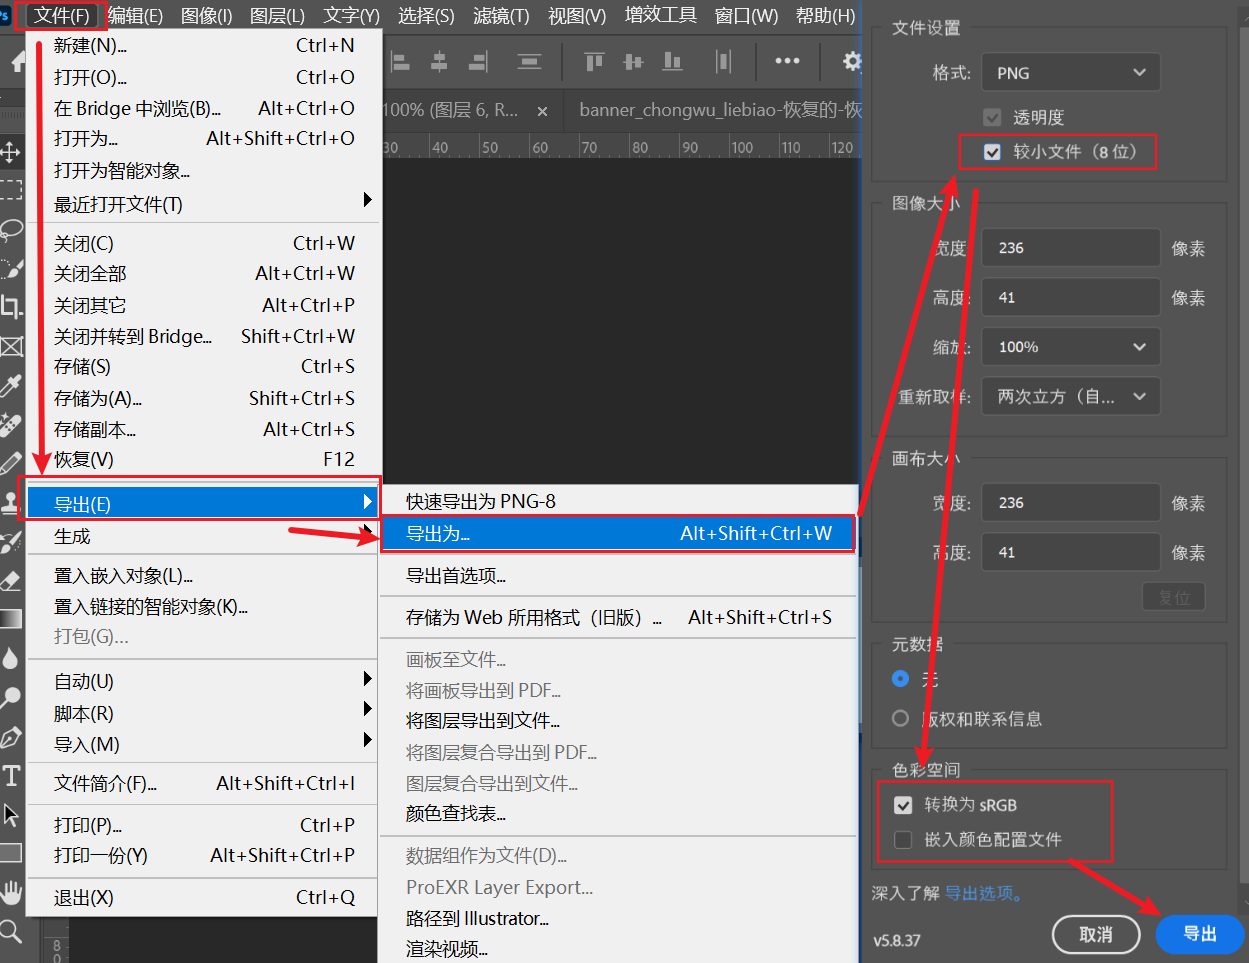 Ps
文件(F) 编辑(E) 图像(I) 图层(L) 文字(Y) 选择(S) 滤镜(T) 视图(V) 增效工具 窗口(W) 帮助(H)
100% (图层 6, R... × banner_chongwu_liebiao-恢复的-恢
30 40 50 60 70 80 90 100 110 120
新建(N)... Ctrl+N
打开(O)... Ctrl+O
在 Bridge 中浏览(B)... Alt+Ctrl+O
打开为... Alt+Shift+Ctrl+O
打开为智能对象...
最近打开文件(T)
关闭(C) Ctrl+W
关闭全部 Alt+Ctrl+W
关闭其它 Alt+Ctrl+P
关闭并转到 Bridge... Shift+Ctrl+W
存储(S) Ctrl+S
存储为(A)... Shift+Ctrl+S
存储副本... Alt+Ctrl+S
恢复(V) F12
导出(E)
生成
置入嵌入对象(L)...
置入链接的智能对象(K)...
打包(G)...
自动(U)
脚本(R)
导入(M)
文件简介(F)... Alt+Shift+Ctrl+I
打印(P)... Ctrl+P
打印一份(Y) Alt+Shift+Ctrl+P
退出(X) Ctrl+Q
8
0
快速导出为 PNG-8
导出为... Alt+Shift+Ctrl+W
导出首选项...
存储为 Web 所用格式（旧版）... Alt+Shift+Ctrl+S
画板至文件...
将画板导出到 PDF...
将图层导出到文件...
将图层复合导出到 PDF...
图层复合导出到文件...
颜色查找表...
数据组作为文件(D)...
ProEXR Layer Export...
路径到 Illustrator...
渲染视频...
文件设置
格式: PNG
透明度
较小文件（8 位）
图像大小
宽度: 236 像素
高度: 41 像素
缩放: 100%
重新取样: 两次立方（自...
画布大小
宽度: 236 像素
高度: 41 像素
复位
元数据
无
版权和联系信息
色彩空间
转换为 sRGB
嵌入颜色配置文件
深入了解 导出选项。
v5.8.37 取消 导出